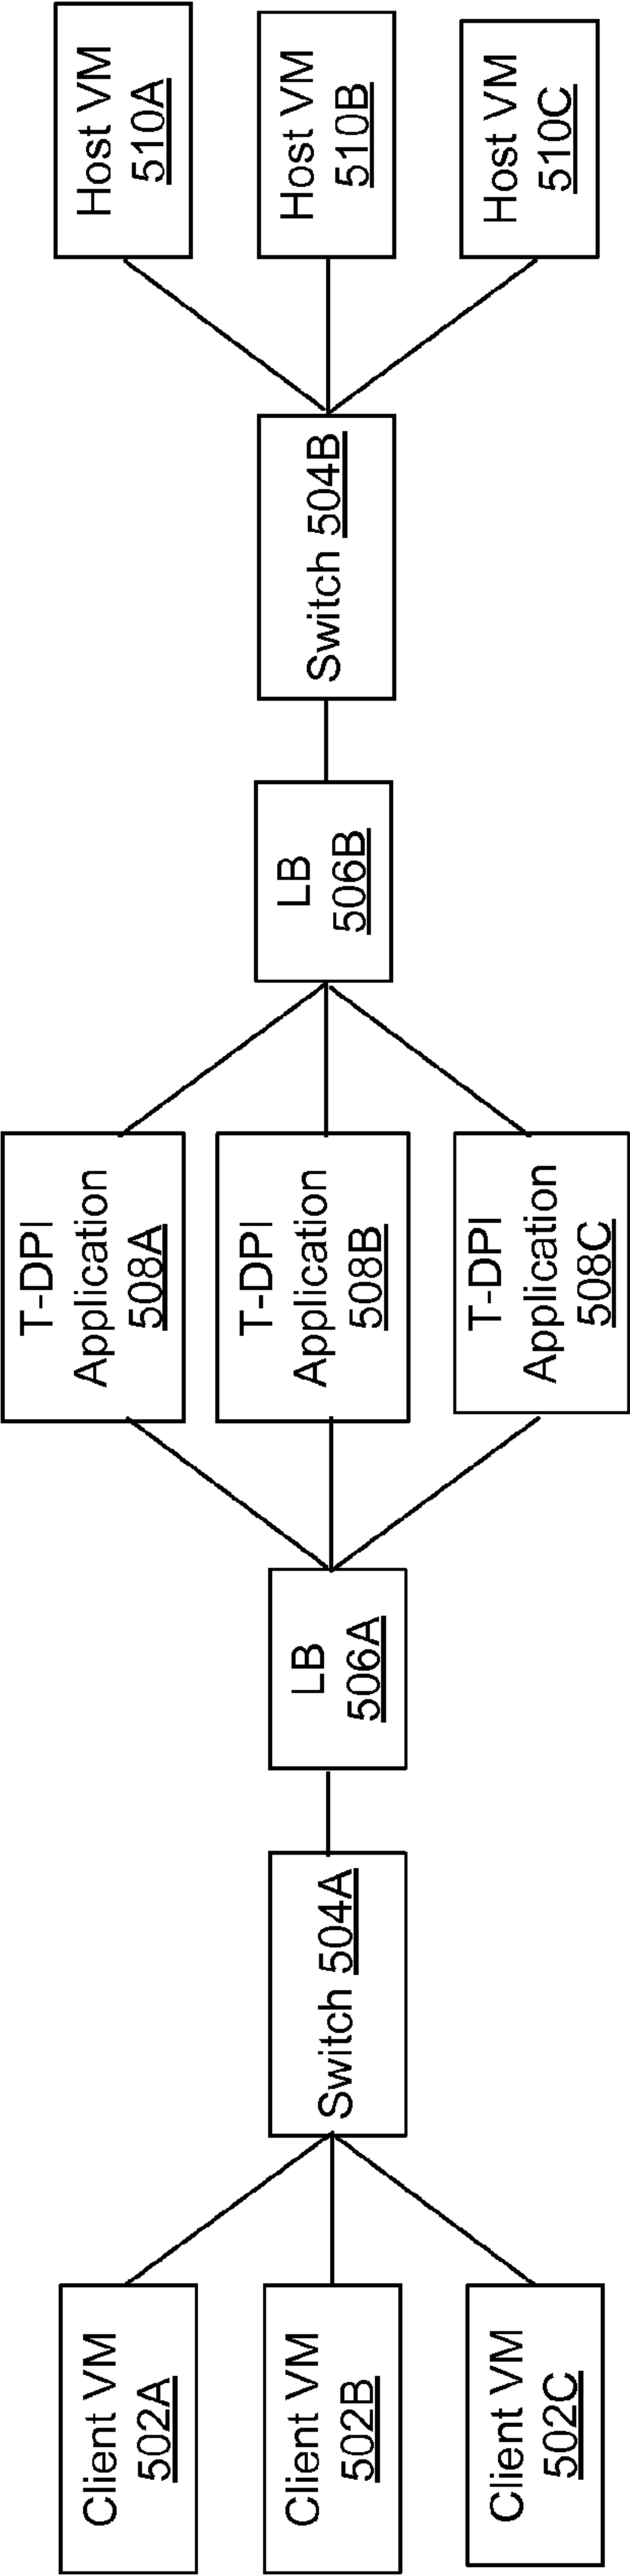 Client VM
502A
Client VM
502B
Client VM
502C
Switch 504A
LB
506A
T-DPI
Application
508A
T-DPI
Application
508B
T-DPI
Application
508C
LB
506B
Switch 504B
Host VM
510A
Host VM
510B
Host VM
510C